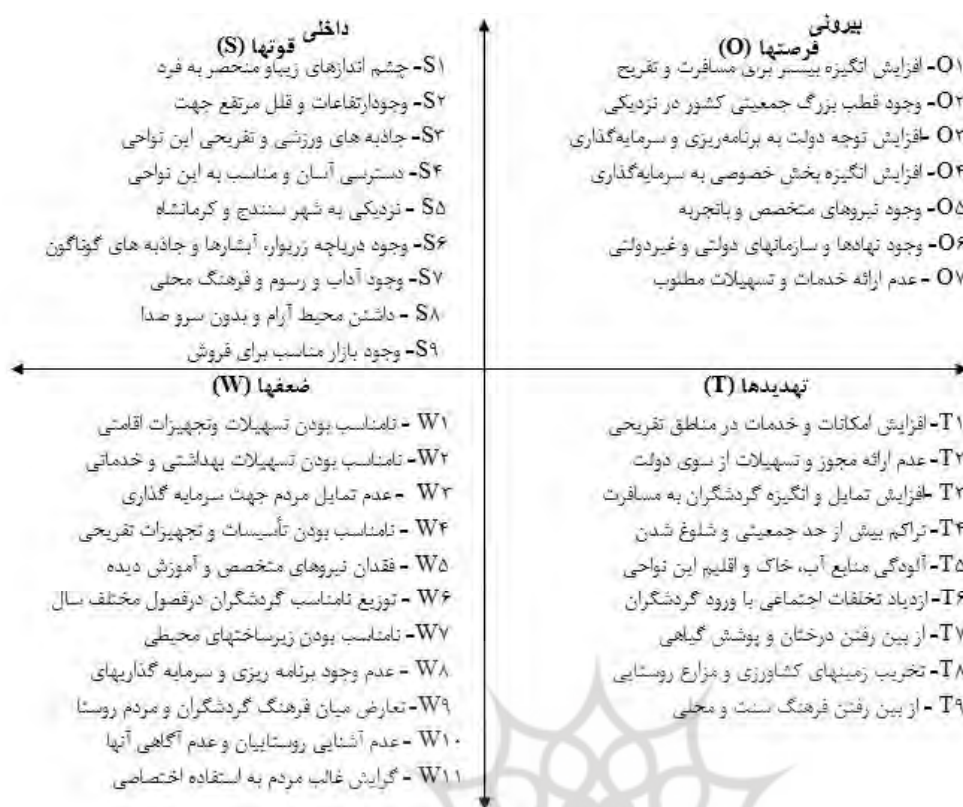 بیرونی
فرصتها (O)
O۱- افزایش انگیزه بیشتر برای مسافرت و تفریح
O۲- وجود قطب بزرگ جمعیتی کشور در نزدیکی
O۳ -افزایش توجه دولت به برنامه‌ریزی و سرمایه‌گذاری
O۴- افزایش انگیزه بخش خصوصی به سرمایه‌گذاری
O۵- وجود نیروهای متخصص و باتجربه
O۶- وجود نهادها و سازمانهای دولتی و غیردولتی
O۷ - عدم ارائه خدمات و تسهیلات مطلوب
داخلی
قوتها (S)
S۱- چشم اندازهای زیباو منحصر به فرد
S۲- وجودارتفاعات و قلل مرتفع جهت
S۳- جاذبه های ورزشی و تفریحی این نواحی
S۴- دسترسی آسان و مناسب به این نواحی
S۵ - نزدیکی به شهر سنندج و کرمانشاه
S۶- وجود دریاچه زریوار، آبشارها و جاذبه های گوناگون
S۷- وجود آداب و رسوم و فرهنگ محلی
S۸ - داشتن محیط آرام و بدون سرو صدا
S۹- وجود بازار مناسب برای فروش
تهدیدها (T)
T۱-افزایش امکانات و خدمات در مناطق تفریحی
T۲- عدم ارائه مجوز و تسهیلات از سوی دولت
T۳ -افزایش تمایل و انگیزه گردشگران به مسافرت
T۴- تراکم بیش از حد جمعیتی و شلوغ شدن
T۵- آلودگی منابع آب، خاک و اقلیم این نواحی
T۶- ازدیاد تخلفات اجتماعی با ورود گردشگران
T۷- از بین رفتن درختان و پوشش گیاهی
T۸- تخریب زمینهای کشاورزی و مزارع روستایی
T۹ - از بین رفتن فرهنگ سنت و محلی
ضعفها (W)
W۱ - نامناسب بودن تسهیلات وتجهیزات اقامتی
W۲- نامناسب بودن تسهیلات بهداشتی و خدماتی
W۳ - عدم تمایل مردم جهت سرمایه گذاری
W۴ - نامناسب بودن تأسیسات و تجهیزات تفریحی
W۵ - فقدان نیروهای متخصص و آموزش دیده
W۶ - توزیع نامناسب گردشگران درفصول مختلف سال
W۷ - نامناسب بودن زیرساختهای محیطی
W۸ - عدم وجود برنامه ریزی و سرمایه گذاریهای
W۹-تعارض میان فرهنگ گردشگران و مردم روستا
W۱۰ - عدم آشنایی روستاییان و عدم آگاهی آنها
W۱۱ - گرایش غالب مردم به استفاده اختصاصی